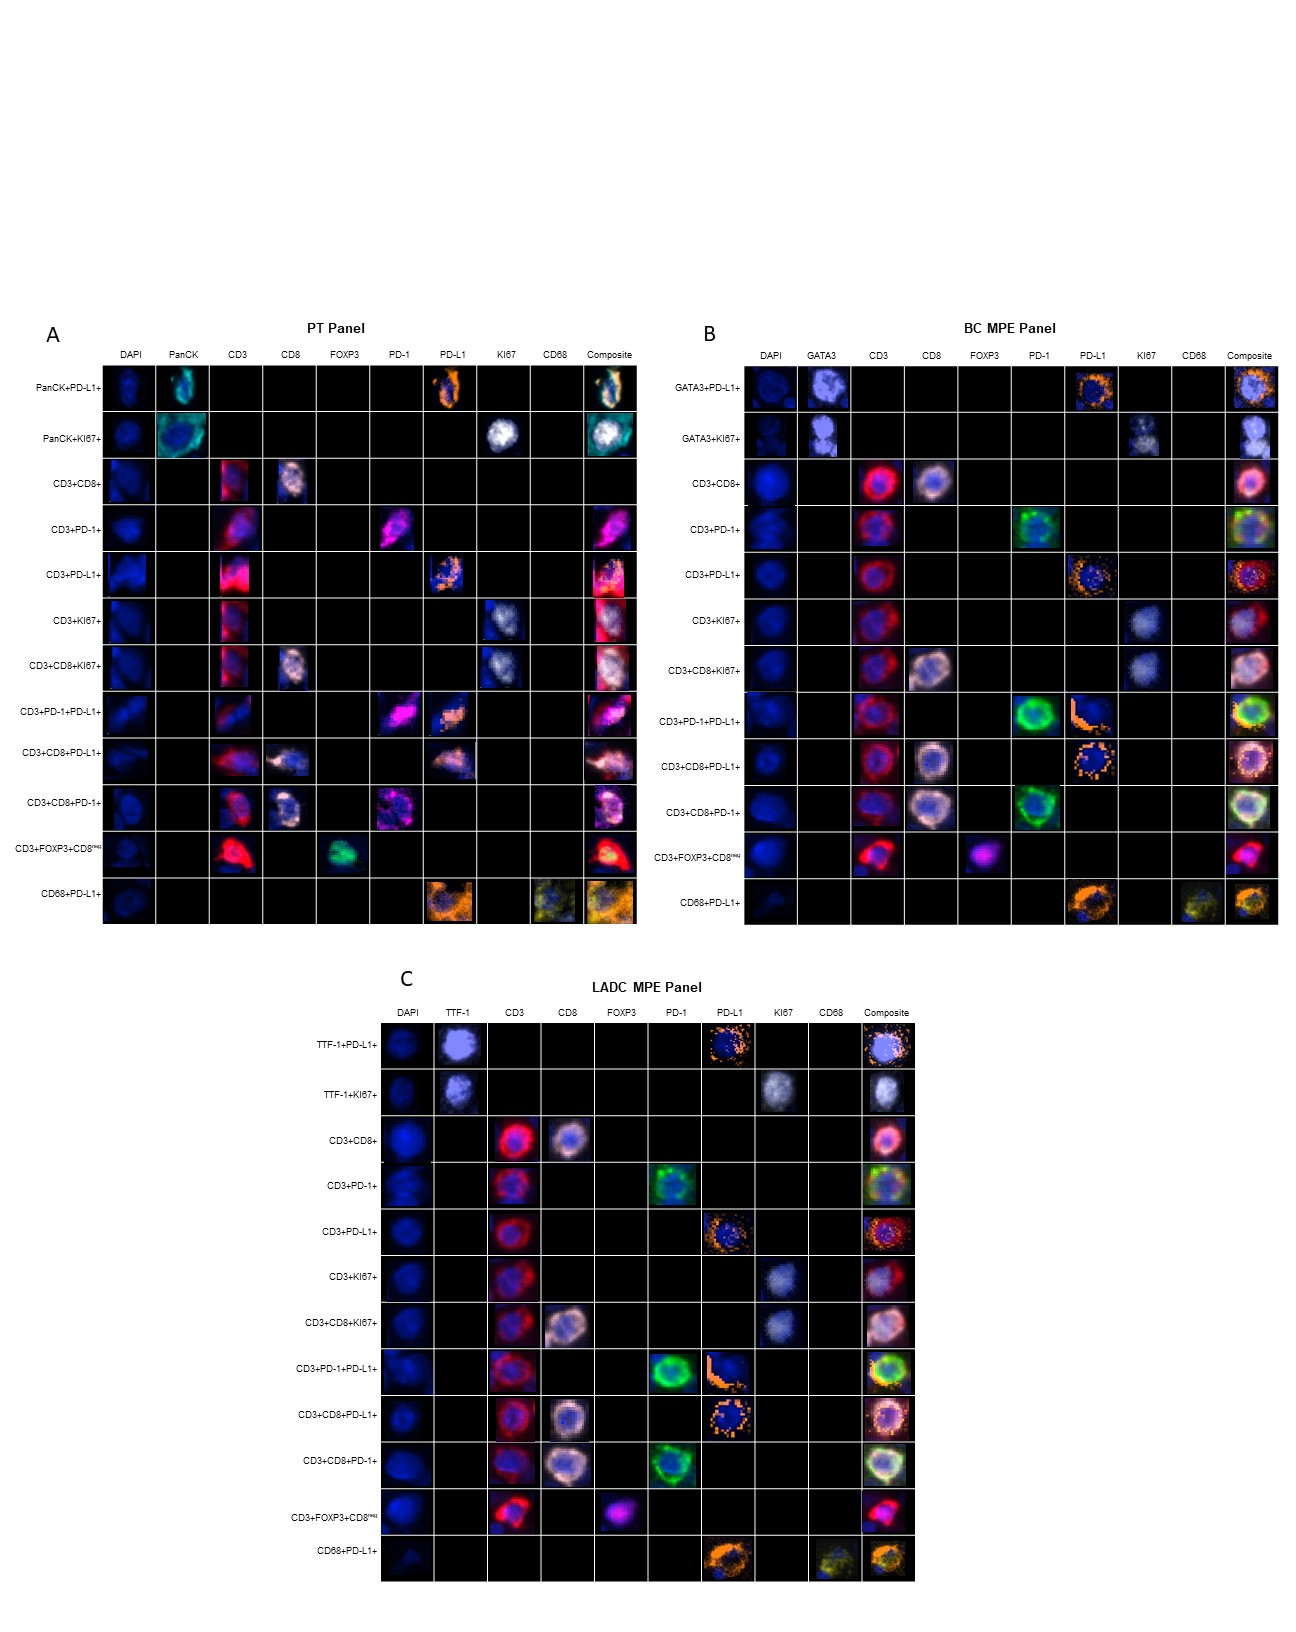 A
PT Panel
DAPI PanCK CD3 CD8 FOXP3 PD-1 PD-L1 KI67 CD68 Composite
PanCK+PD-L1+
PanCK+KI67+
CD3+CD8+
CD3+PD-1+
CD3+PD-L1+
CD3+KI67+
CD3+CD8+KI67+
CD3+PD-1+PD-L1+
CD3+CD8+PD-L1+
CD3+CD8+PD-1+
CD3+FOXP3+CD8neg
CD68+PD-L1+
B
BC MPE Panel
DAPI GATA3 CD3 CD8 FOXP3 PD-1 PD-L1 KI67 CD68 Composite
GATA3+PD-L1+
GATA3+KI67+
CD3+CD8+
CD3+PD-1+
CD3+PD-L1+
CD3+KI67+
CD3+CD8+KI67+
CD3+PD-1+PD-L1+
CD3+CD8+PD-L1+
CD3+CD8+PD-1+
CD3+FOXP3+CD8neg
CD68+PD-L1+
C
LADC MPE Panel
DAPI TTF-1 CD3 CD8 FOXP3 PD-1 PD-L1 KI67 CD68 Composite
TTF-1+PD-L1+
TTF-1+KI67+
CD3+CD8+
CD3+PD-1+
CD3+PD-L1+
CD3+KI67+
CD3+CD8+KI67+
CD3+PD-1+PD-L1+
CD3+CD8+PD-L1+
CD3+CD8+PD-1+
CD3+FOXP3+CD8neg
CD68+PD-L1+